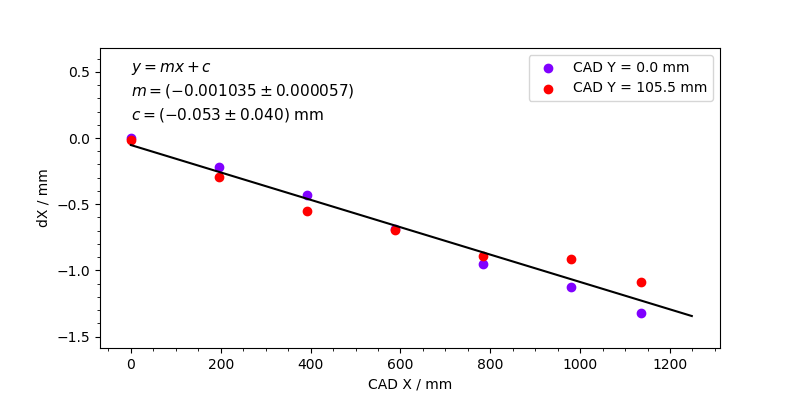 y = mx + c
m = (−0.001035 ± 0.000057)
c = (−0.053 ± 0.040) mm
CAD Y = 0.0 mm
CAD Y = 105.5 mm
dX / mm
0.5
0.0
−0.5
−1.0
−1.5
0 200 400 600 800 1000 1200
CAD X / mm